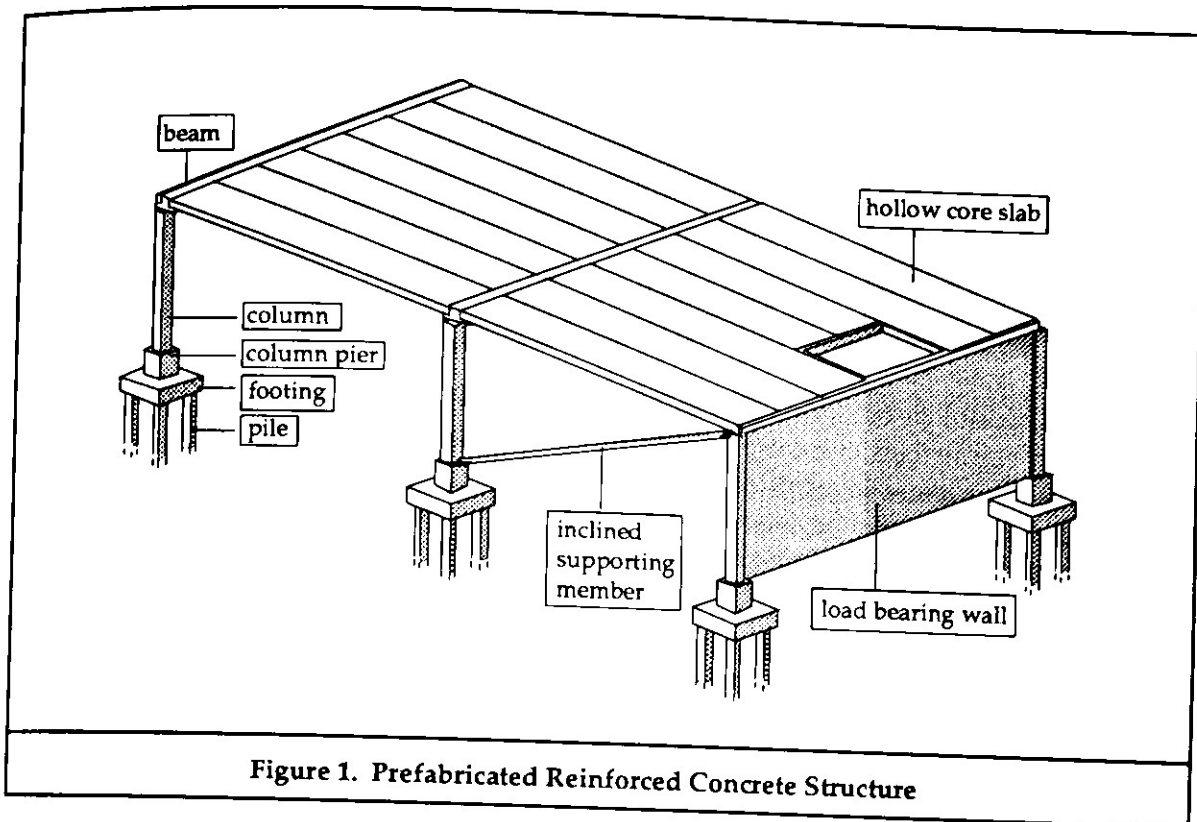 beam
hollow core slab
column
column pier
footing
pile
inclined
supporting
member
load bearing wall
Figure 1. Prefabricated Reinforced Concrete Structure